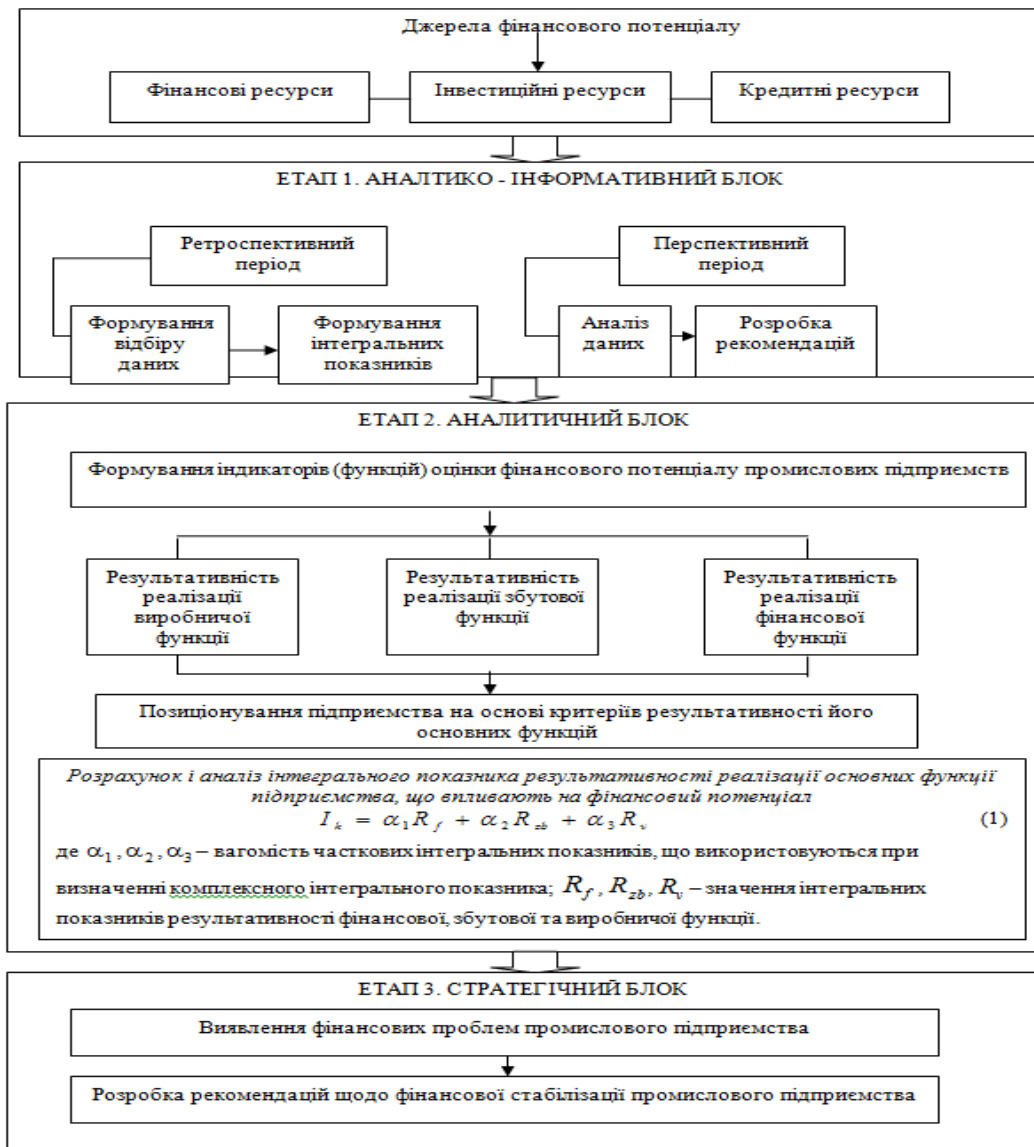 Джерела фінансового потенціалу
Фінансові ресурси
Інвестиційні ресурси
Кредитні ресурси
ЕТАП 1. АНАЛТИКО - ІНФОРМАТИВНИЙ БЛОК
Ретроспективний
період
Перспективний
період
Формування
відбіру
даних
Формування
інтегральних
показників
Аналіз
даних
Розробка
рекомендацій
ЕТАП 2. АНАЛИТИЧНИЙ БЛОК
Формування індикаторів (функцій) оцінки фінансового потенціалу промислових підприємств
Результативність
реалізації
виробничої
функції
Результативність
реалізації збутової
функції
Результативність
реалізації
фінансової
функції
Позиціонування підприємства на основі критеріїв результативності його
основних функцій
Розрахунок і аналіз інтегрального показника результативності реалізації основних функції
підприємства, що впливають на фінансовий потенціал
I_k = α_1 R_f + α_2 R_zb + α_3 R_v (1)
де α_1, α_2, α_3 – вагомість часткових інтегральних показників, що використовуються при
визначенні комплексного інтегрального показника; R_f, R_zb, R_v – значення інтегральних
показників результативності фінансової, збутової та виробничої функції.
ЕТАП 3. СТРАТЕГІЧНИЙ БЛОК
Виявлення фінансових проблем промислового підприємства
Розробка рекомендацій щодо фінансової стабілізації промислового підприємства